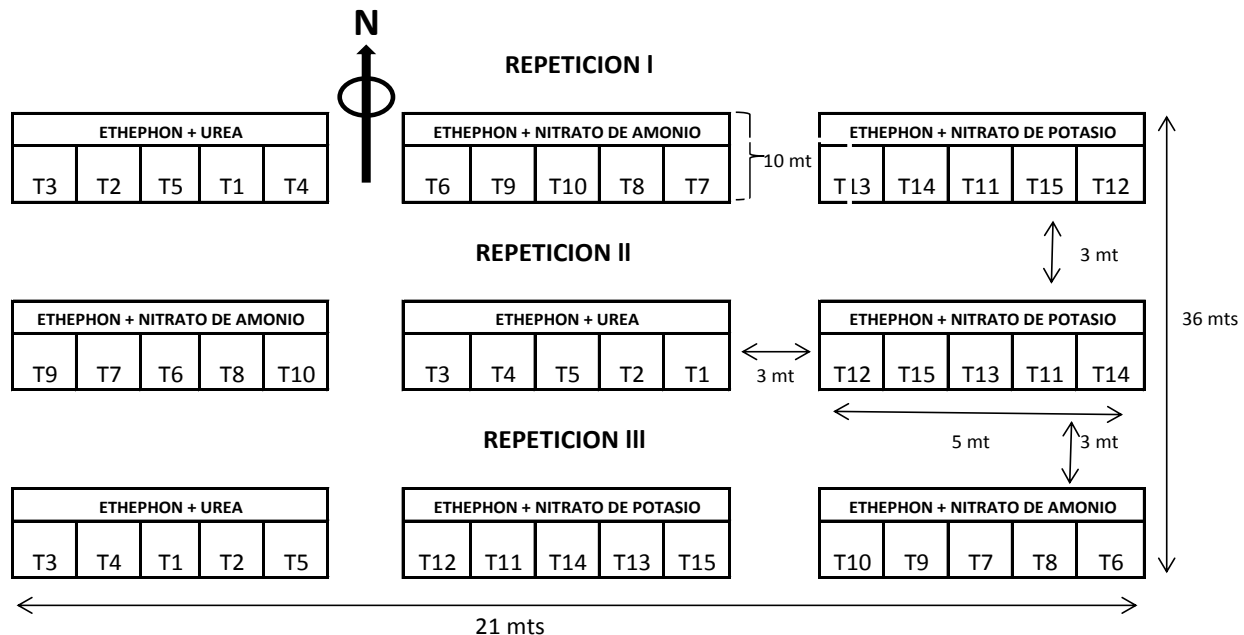 N
REPETICION I
ETHEPHON + UREA ETHEPHON + NITRATO DE AMONIO ETHEPHON + NITRATO DE POTASIO
10 mt
T3 T2 T5 T1 T4 T6 T9 T10 T8 T7 T13 T14 T11 T15 T12
REPETICION II
3 mt
ETHEPHON + NITRATO DE AMONIO ETHEPHON + UREA ETHEPHON + NITRATO DE POTASIO
36 mts
T9 T7 T6 T8 T10 T3 T4 T5 T2 T1 3 mt T12 T15 T13 T11 T14
REPETICION III
5 mt 3 mt
ETHEPHON + UREA ETHEPHON + NITRATO DE POTASIO ETHEPHON + NITRATO DE AMONIO
T3 T4 T1 T2 T5 T12 T11 T14 T13 T15 T10 T9 T7 T8 T6
21 mts